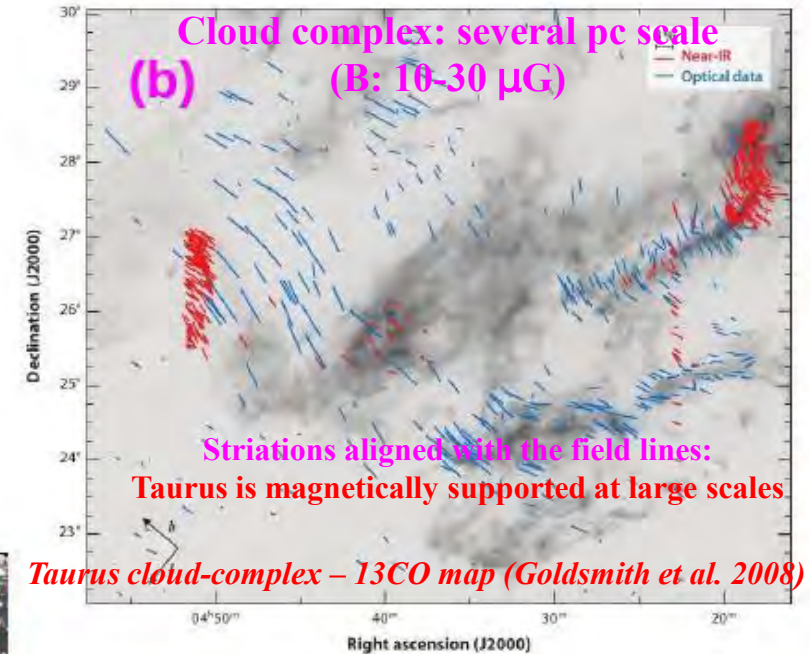 Cloud complex: several pc scale
(b)
(B: 10-30 μG)
Near-IR
Optical data
30°
29°
28°
27°
26°
25°
24°
23°
Declination (J2000)
Striations aligned with the field lines:
Taurus is magnetically supported at large scales
b
Taurus cloud-complex – 13CO map (Goldsmith et al. 2008)
04ʰ50ᵐ
40ᵐ
30ᵐ
20ᵐ
Right ascension (J2000)